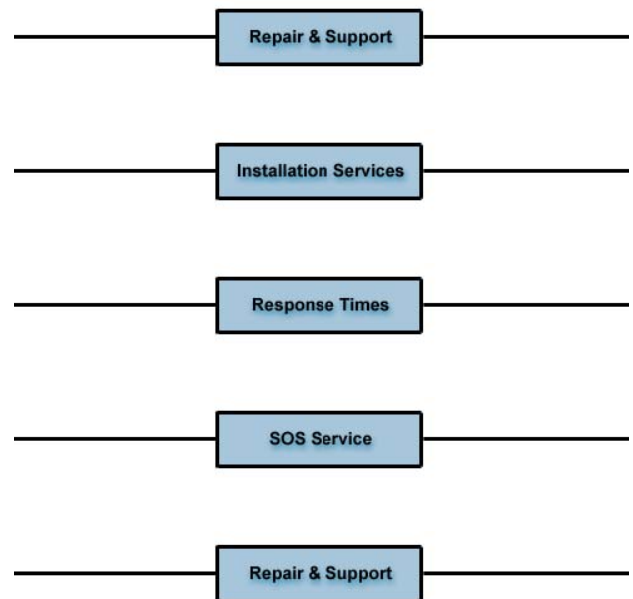 Repair & Support
Installation Services
Response Times
SOS Service
Repair & Support